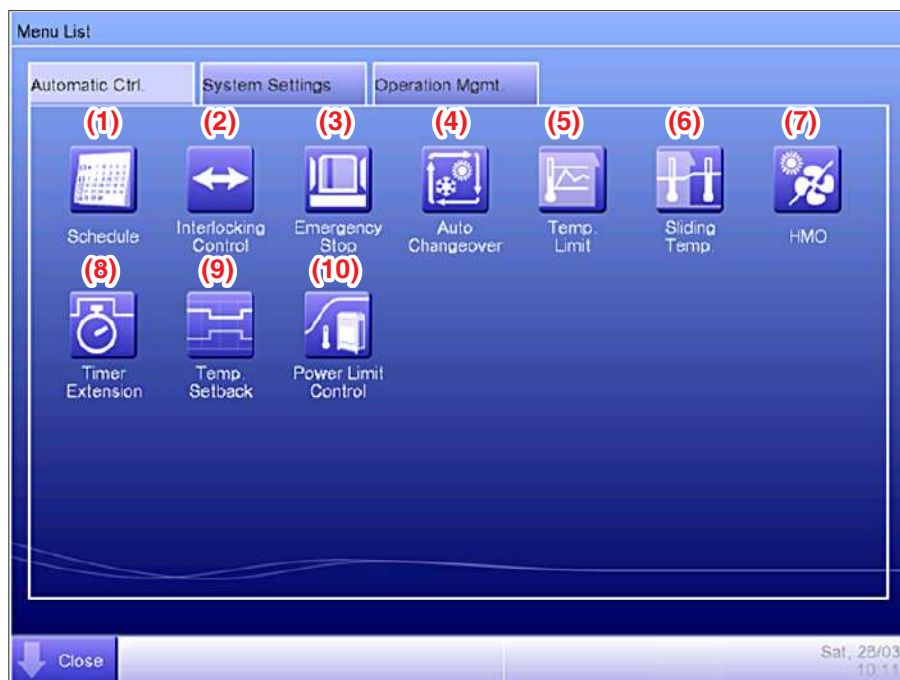 Menu List
Automatic Ctrl. System Settings Operation Mgmt.
(1) (2) (3) (4) (5) (6) (7)
Schedule Interlocking Control Emergency Stop Auto Changeover Temp. Limit Sliding Temp. HMO
(8) (9) (10)
Timer Extension Temp. Setback Power Limit Control
Close
Sat, 28/03
10:11